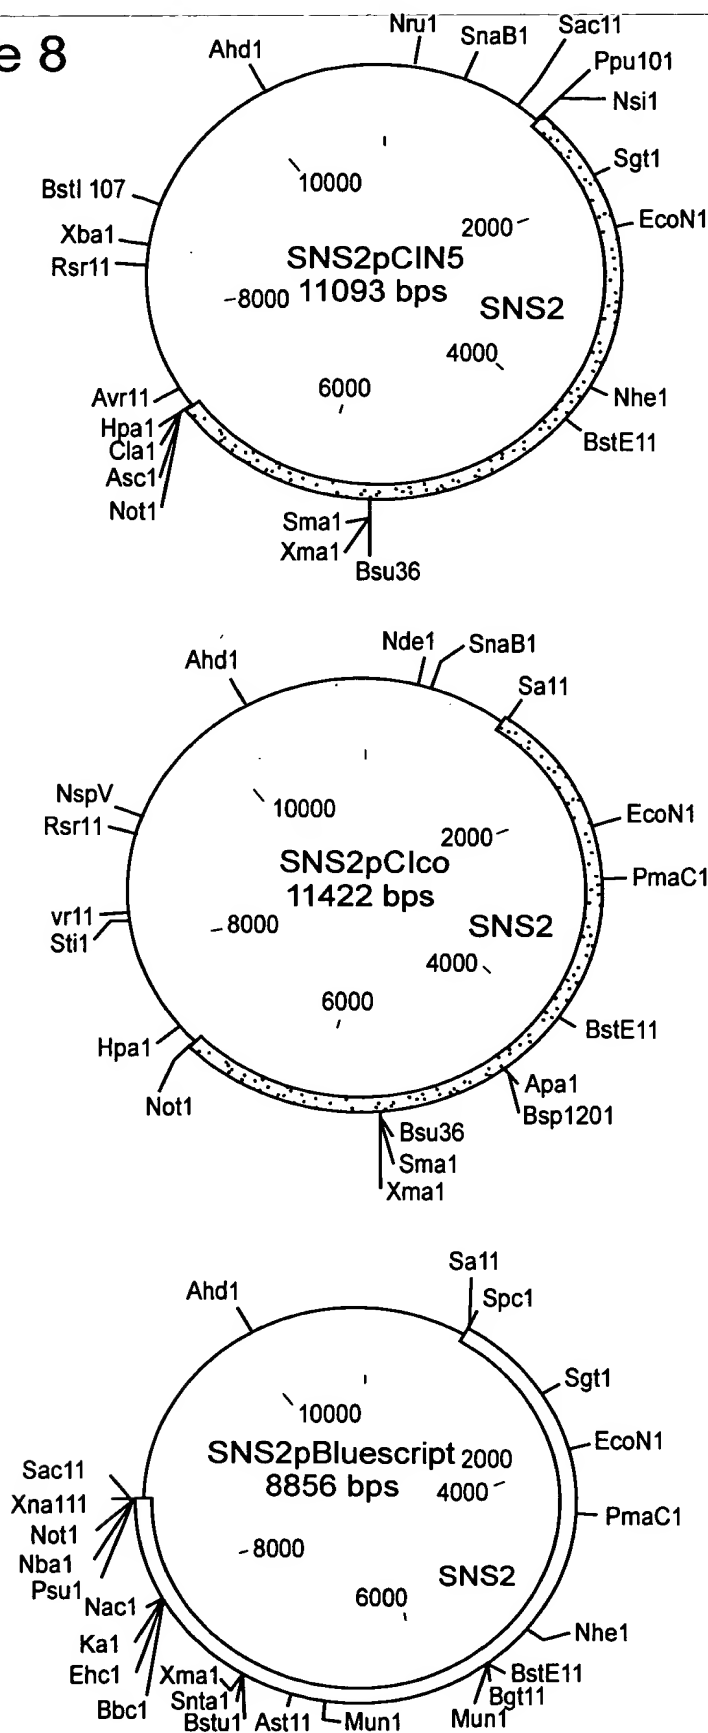 e 8
Nru1
SnaB1
Sac11
Ahd1
Ppu101
Nsi1
Sgt1
BstI 107
EcoN1
Xba1
Rsr11
10000
2000
SNS2pCIN5
11093 bps
8000
SNS2
4000
6000
Avr11
Nhe1
Hpa1
Cla1
BstE11
Asc1
Not1
Sma1
Xma1
Bsu36
Nde1
SnaB1
Ahd1
Sa11
NspV
Rsr11
10000
EcoN1
2000
SNS2pCIco
PmaC1
11422 bps
vr11
Sti1
8000
SNS2
4000
6000
BstE11
Hpa1
Apa1
Not1
Bsp1201
Bsu36
Sma1
Xma1
Sa11
Ahd1
Spc1
Sgt1
10000
EcoN1
SNS2pBluescript
2000
8856 bps
4000
Sac11
Xna111
PmaC1
Not1
Nba1
8000
SNS2
Psu1
Nac1
6000
Ka1
Nhe1
Ehc1
Xma1
BstE11
Bbc1
Snta1
Bgt11
Bstu1
Ast11
Mun1
Mun1